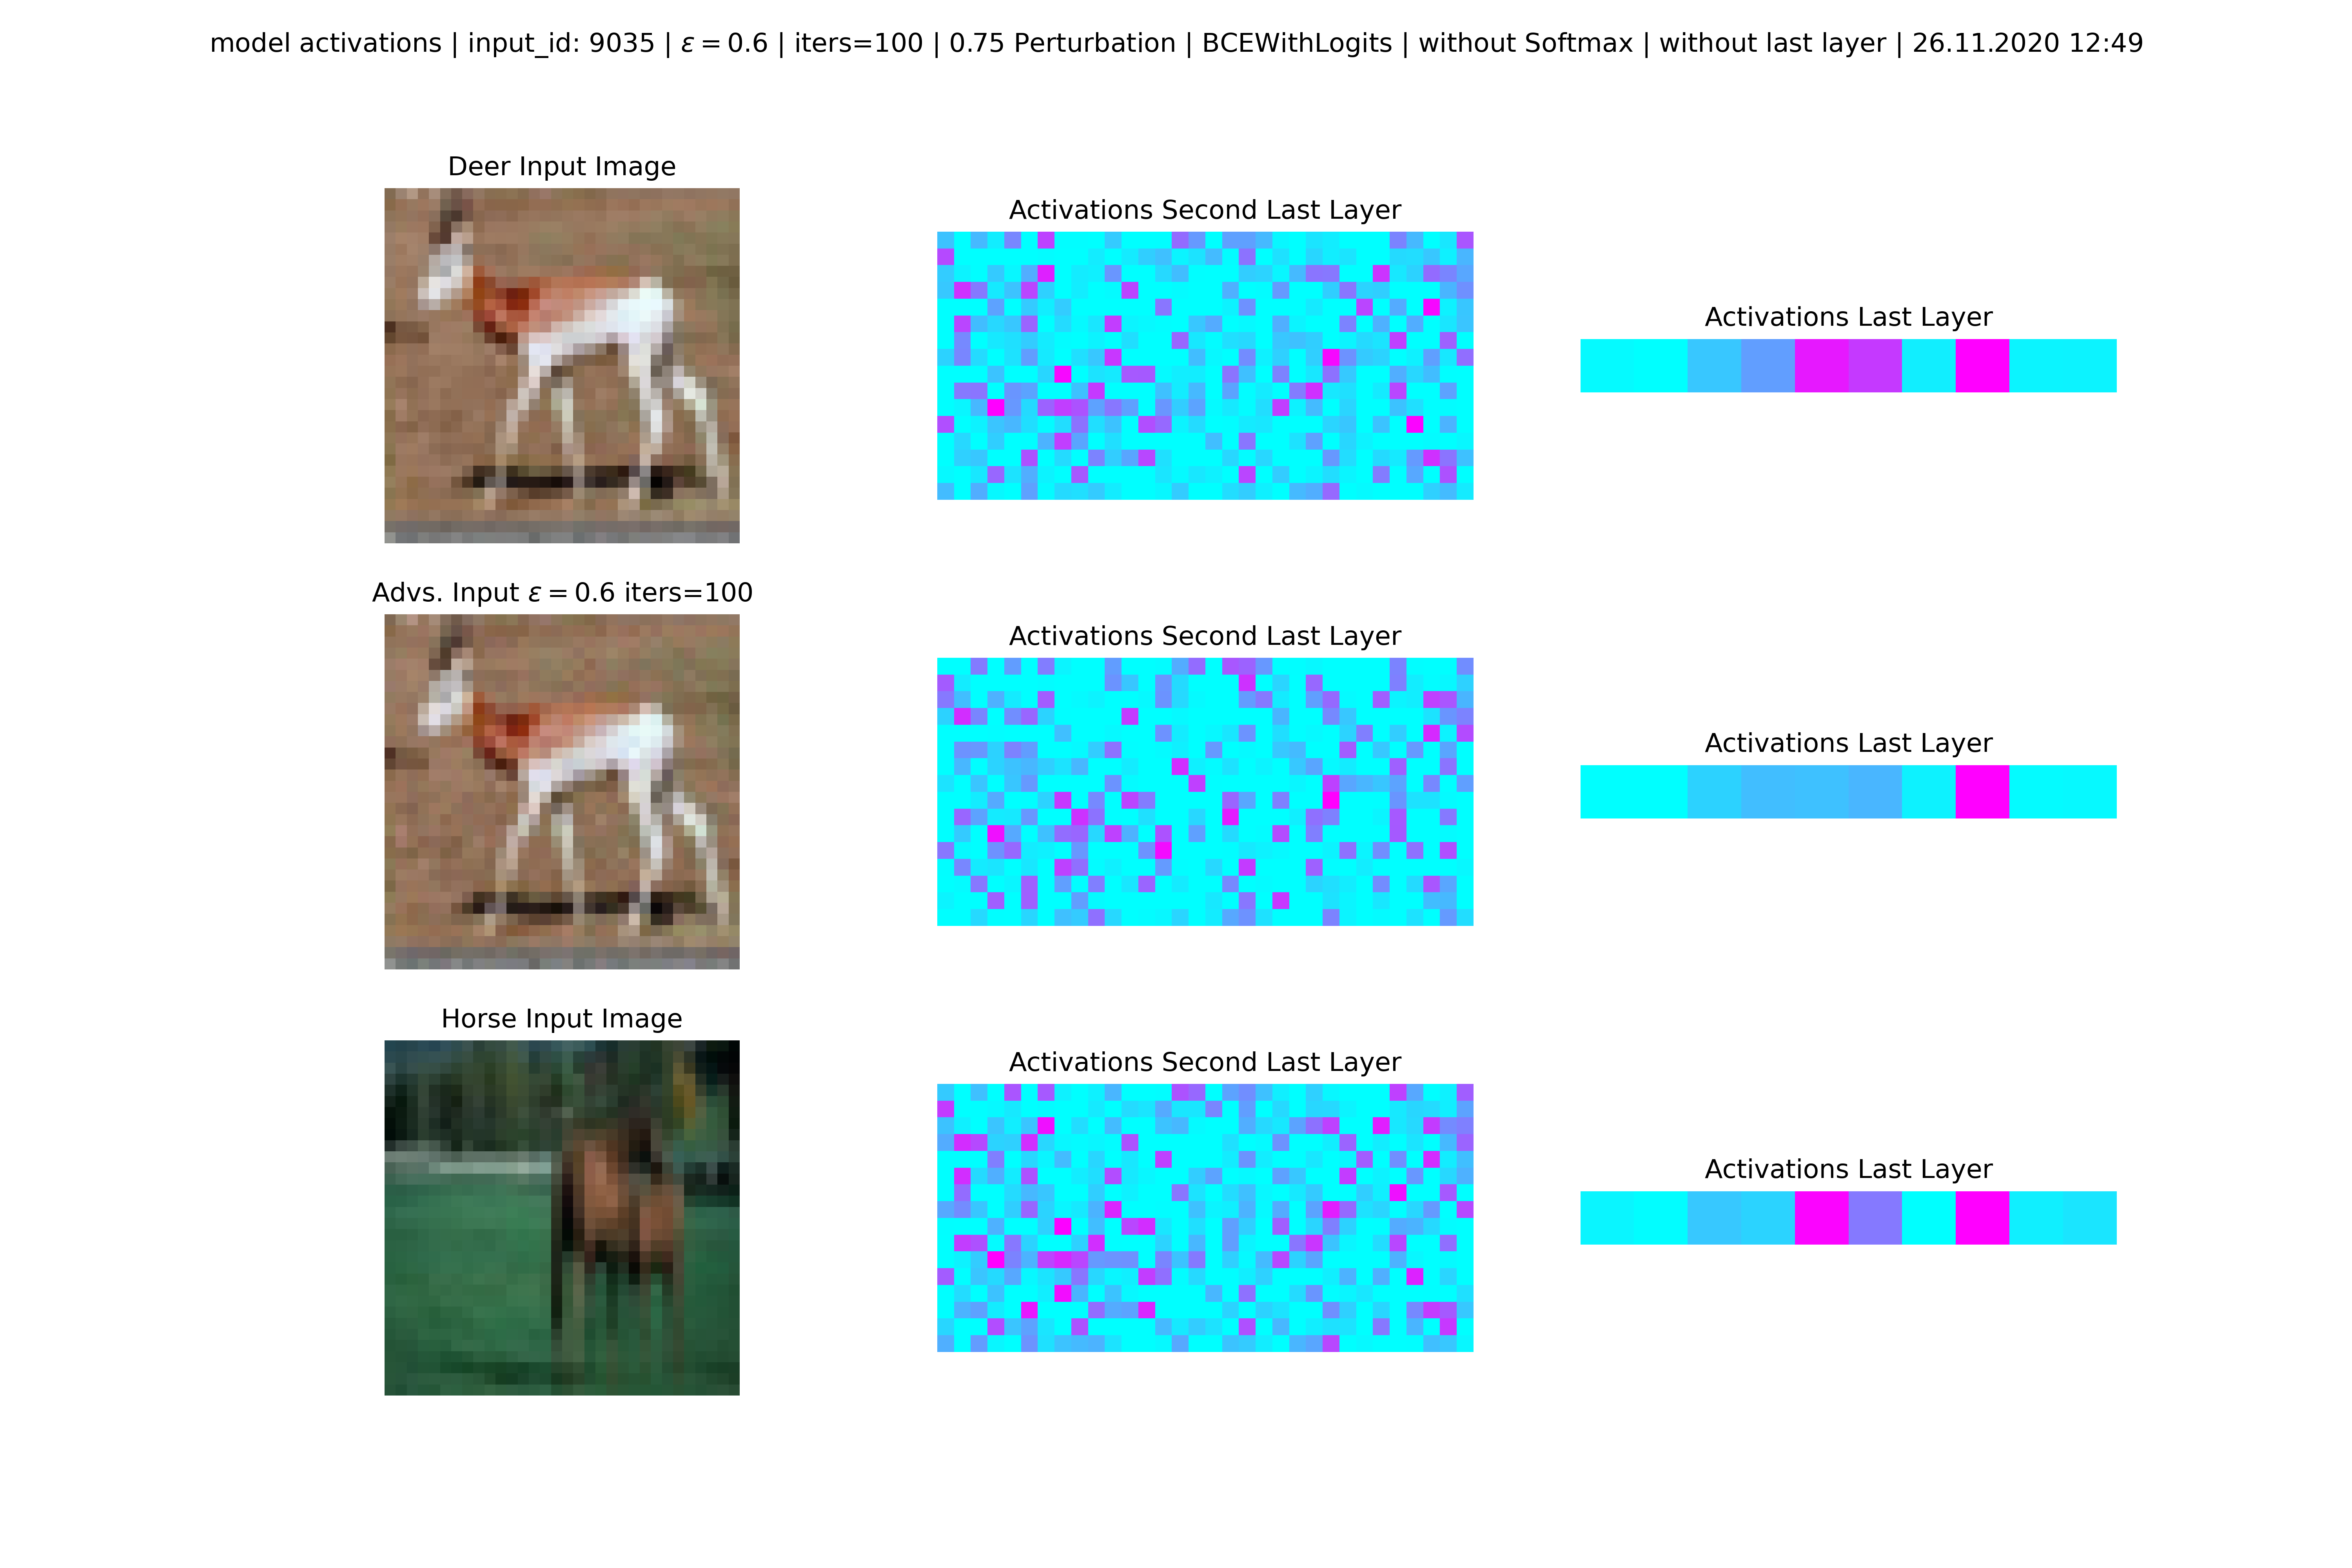 model activations | input_id: 9035 | ε = 0.6 | iters=100 | 0.75 Perturbation | BCEWithLogits | without Softmax | without last layer | 26.11.2020 12:49
Deer Input Image
Activations Second Last Layer
Activations Last Layer
Advs. Input ε = 0.6 iters=100
Activations Second Last Layer
Activations Last Layer
Horse Input Image
Activations Second Last Layer
Activations Last Layer